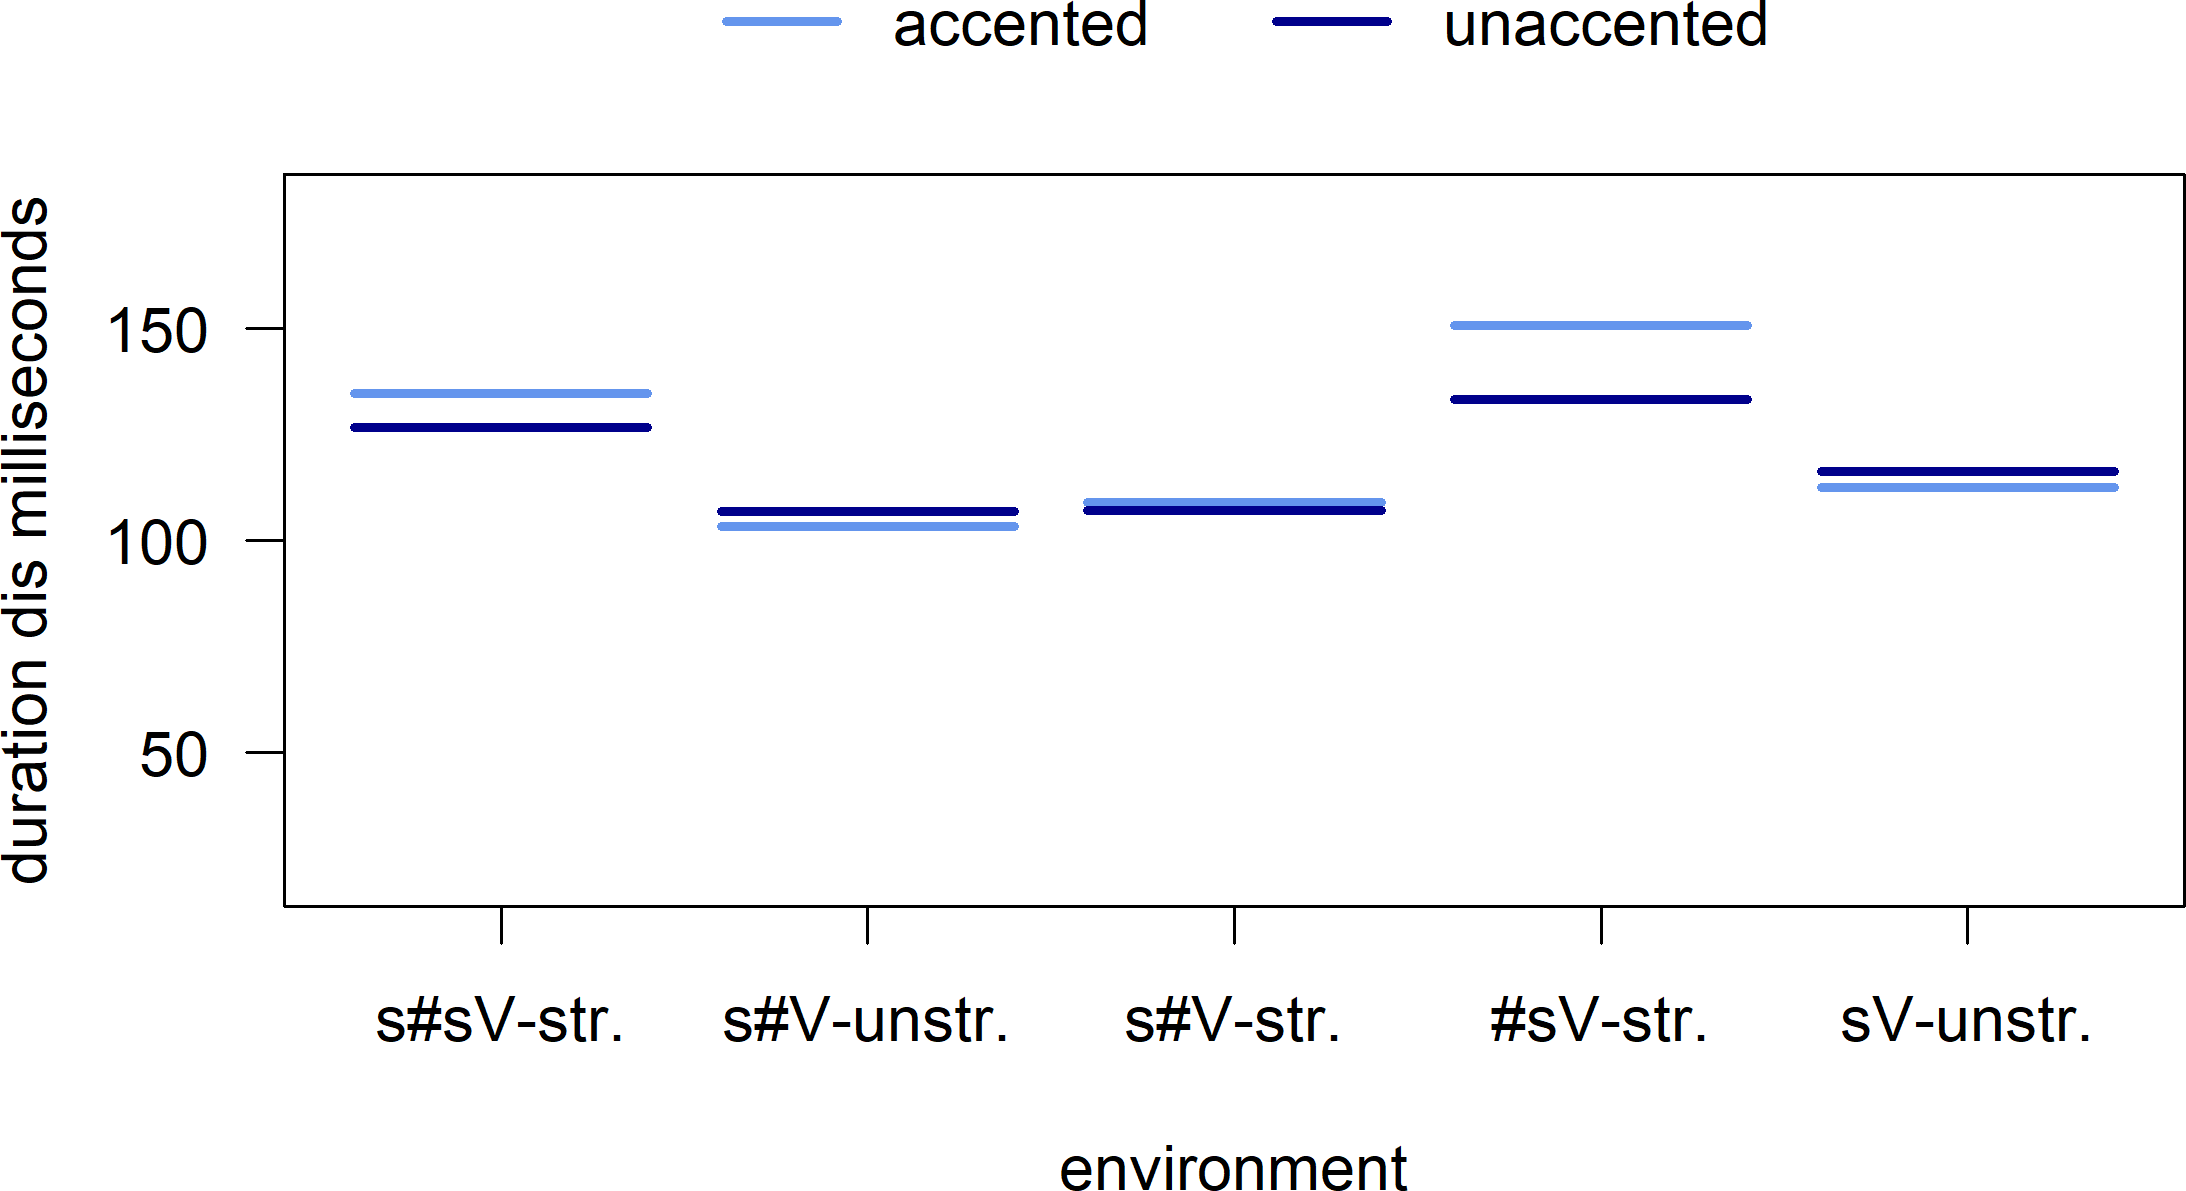 accented unaccented
duration dis milliseconds
150
100
50
s#sV-str. s#V-unstr. s#V-str. #sV-str. sV-unstr.
environment